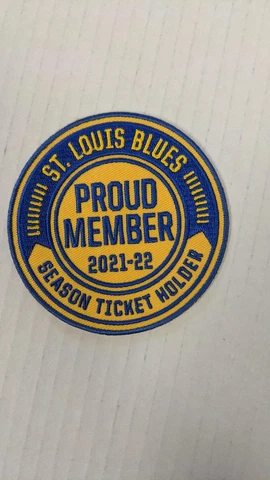 ST. LOUIS BLUES
PROUD
MEMBER
2021-22
SEASON TICKET HOLDER